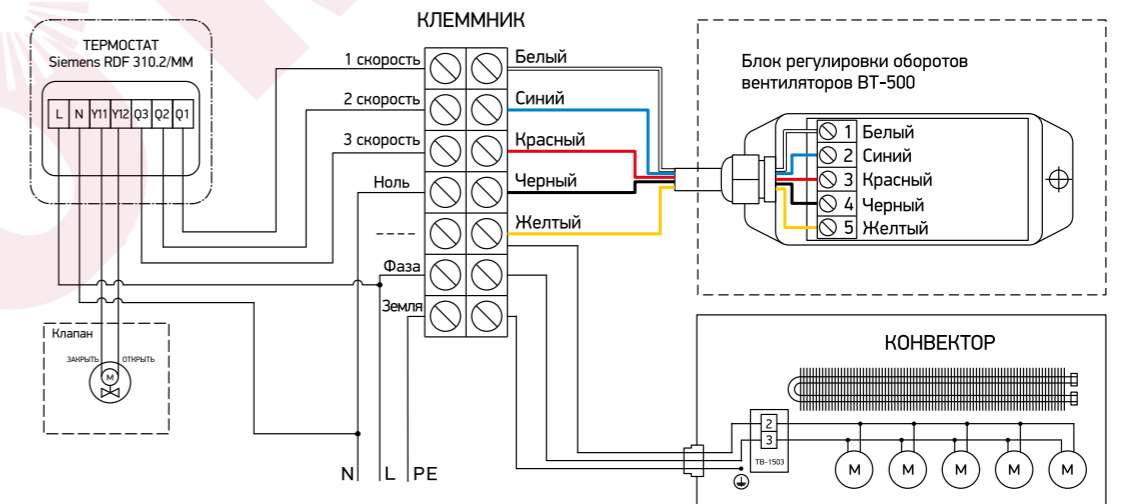 КЛЕММНИК
ТЕРМОСТАТ
Siemens RDF 310.2/MM
L N Y11 Y12 Q3 Q2 Q1
1 скорость
2 скорость
3 скорость
Ноль
----
Фаза
Земля
Белый
Синий
Красный
Черный
Желтый
Блок регулировки оборотов
вентиляторов ВТ-500
1 Белый
2 Синий
3 Красный
4 Черный
5 Желтый
Клапан
ЗАКРЫТЬ ОТКРЫТЬ
M
N L PE
КОНВЕКТОР
2
3
ТВ-1503
M M M M M